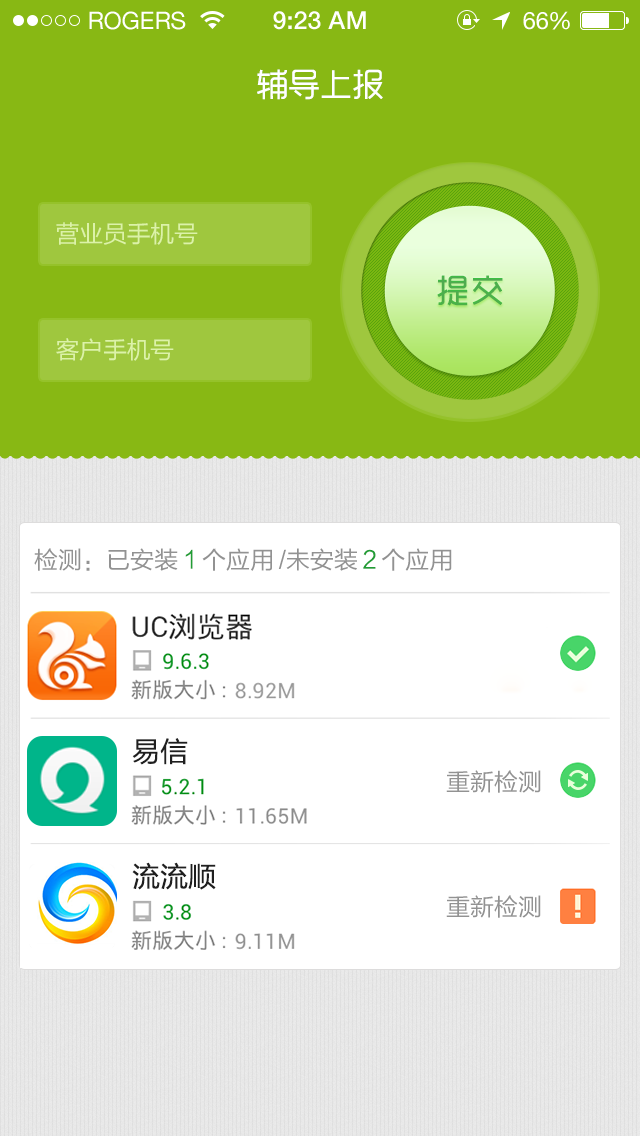 ROGERS 9:23 AM 66%
辅导上报
营业员手机号
提交
客户手机号
检测：已安装1个应用/未安装2个应用
UC浏览器
9.6.3
新版大小：8.92M
易信
5.2.1
重新检测
新版大小：11.65M
流流顺
3.8
重新检测
新版大小：9.11M